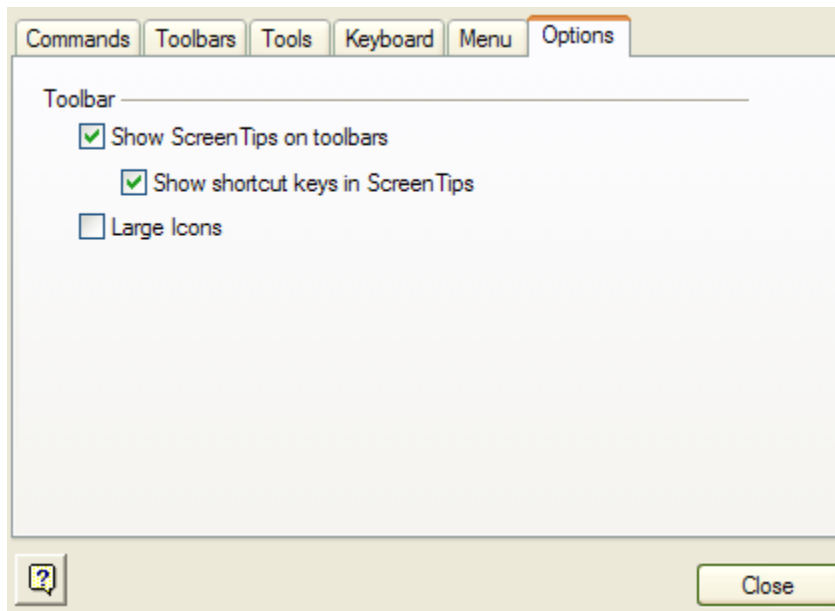 Commands Toolbars Tools Keyboard Menu Options
Toolbar
Show ScreenTips on toolbars
Show shortcut keys in ScreenTips
Large Icons
?
Close